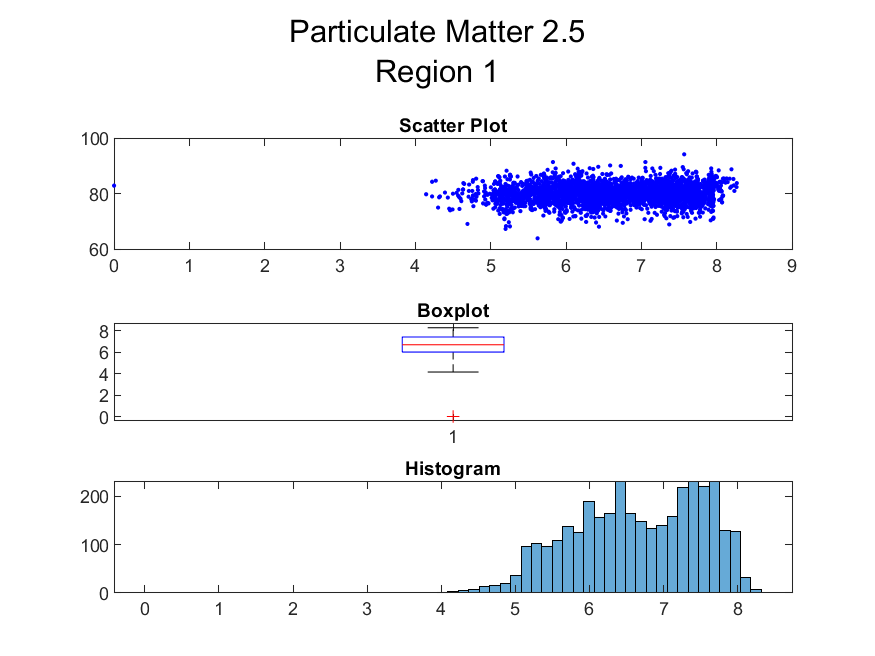 Particulate Matter 2.5
Region 1
Scatter Plot
100
80
60
0 1 2 3 4 5 6 7 8 9
Boxplot
8
6
4
2
0
1
Histogram
200
100
0
0 1 2 3 4 5 6 7 8